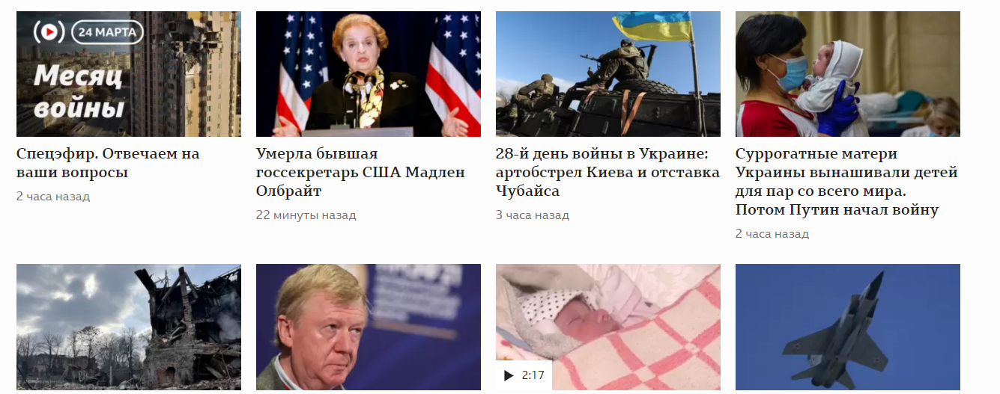 24 МАРТА
Месяц
войны
Спецэфир. Отвечаем на
ваши вопросы
2 часа назад
Умерла бывшая
госсекретарь США Мадлен
Олбрайт
22 минуты назад
28-й день войны в Украине:
артобстрел Киева и отставка
Чубайса
3 часа назад
Суррогатные матери
Украины вынашивали детей
для пар со всего мира.
Потом Путин начал войну
2 часа назад
2:17